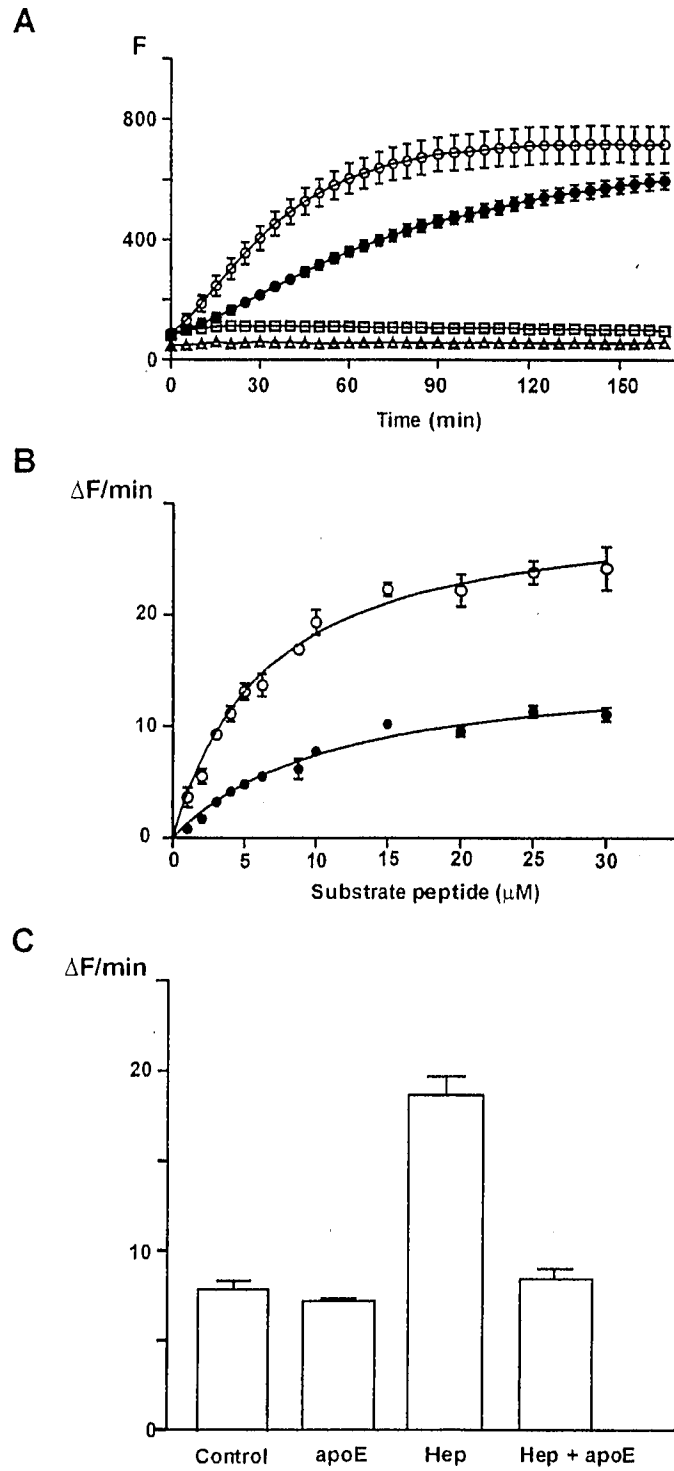 A
F
800
400
0
0 30 60 90 120 150
Time (min)
B
ΔF/min
20
10
0
0 5 10 15 20 25 30
Substrate peptide (μM)
C
ΔF/min
20
10
0
Control apoE Hep Hep + apoE